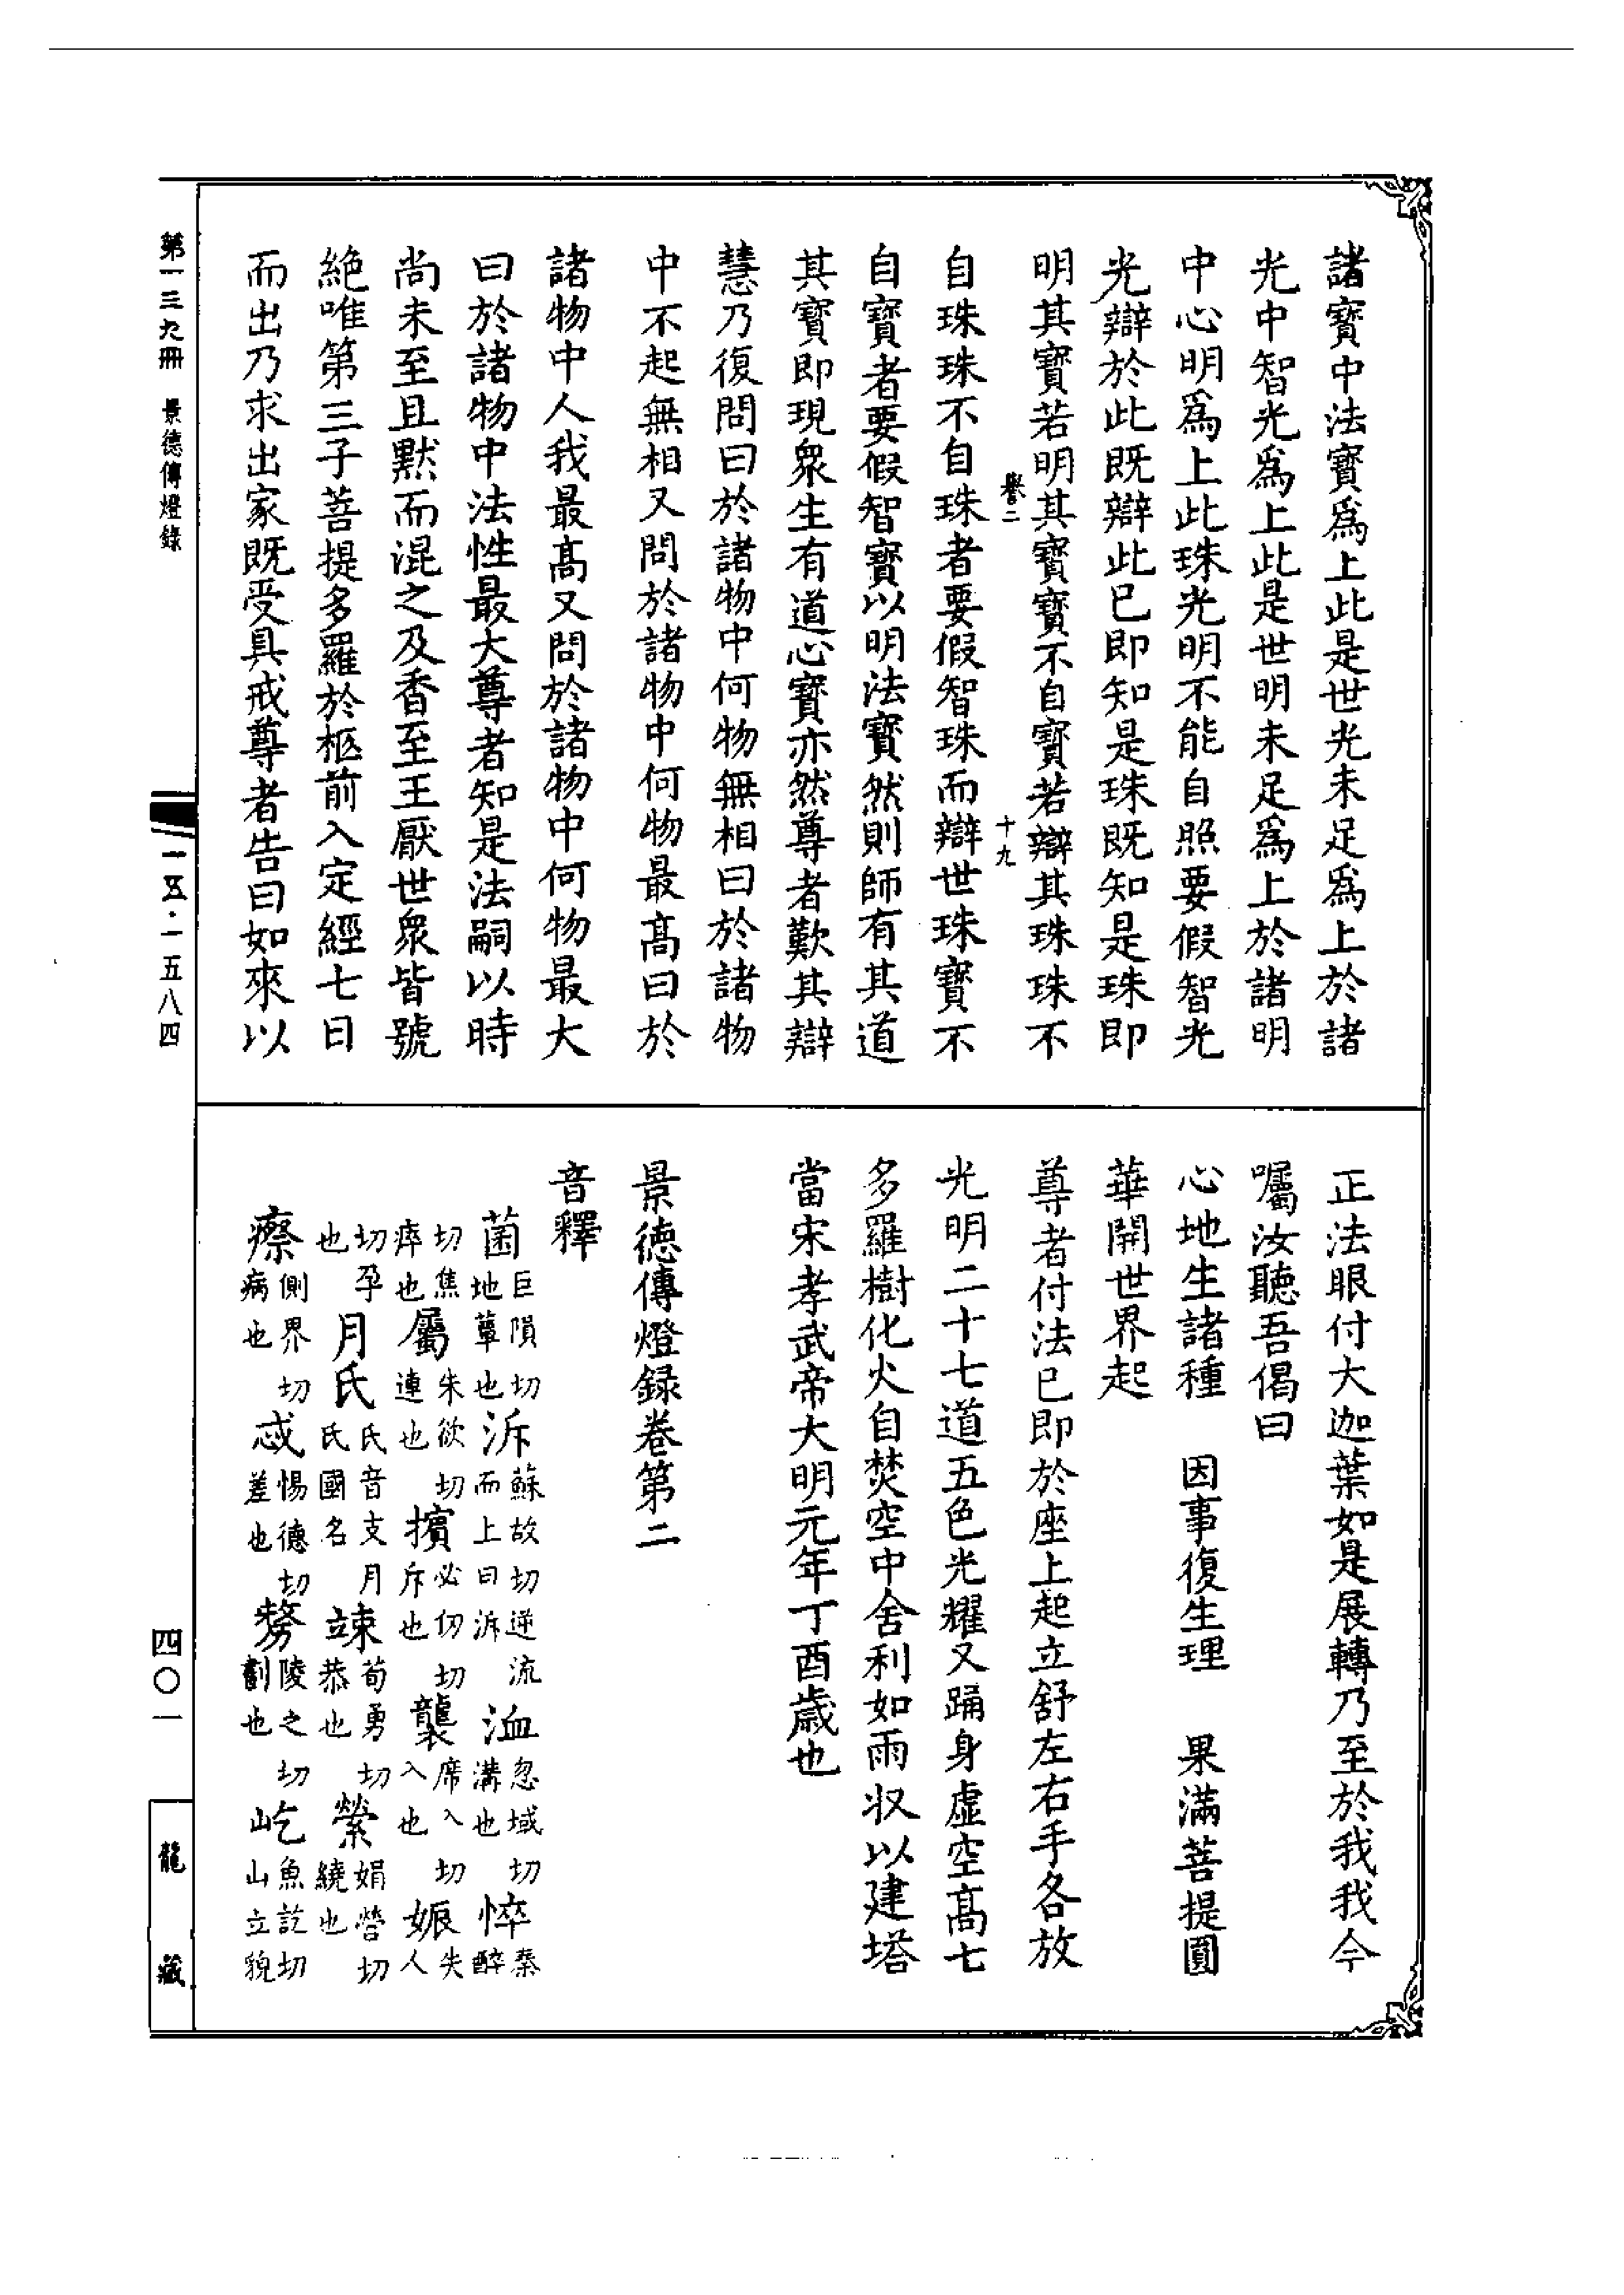 諸寶中法寶爲上此是世光未足爲上於諸
光中智光爲上此是世明未足爲上於諸明
中心明爲上此珠光明不能自照要假智光
光辯於此既辯此已即知是珠既知是珠即
明其寶若明其寶寶不自寶若辯其珠珠不
譽二 十九
自珠珠不自珠者要假智珠而辯世珠寶不
自寶者要假智寶以明法寶然則師有其道
其寶即現衆生有道心寶亦然尊者歎其辯
慧乃復問曰於諸物中何物無相曰於諸物
中不起無相又問於諸物中何物最高曰於
諸物中人我最高又問於諸物中何物最大
曰於諸物中法性最大尊者知是法嗣以時
尚未至且默而混之及香至王厭世衆皆號
絕唯第三子菩提多羅於柩前入定經七日
而出乃求出家既受具戒尊者告曰如來以
正法眼付大迦葉如是展轉乃至於我我今
囑汝聽吾偈曰
心地生諸種 因事復生理 果滿菩提圓
華開世界起
尊者付法已即於座上起立舒左右手各放
光明二十七道五色光耀又踊身虛空高七
多羅樹化火自焚空中舍利如雨収以建塔
當宋孝武帝大明元年丁酉歲也
景德傳燈録卷第二
音釋
菌巨隕切地蕈也泝蘇故切逆流而上曰泝洫忽域切溝也悴秦醉
切焦瘁也屬朱欲切連也擯必仞切斥也襲席入切入也娠失人
切孕也月氏氏音支月氏國名竦荀勇切恭也縈娟營切繞也
瘵側界切病也忒惕德切差也剺陵之切劃也屹魚訖切山立貌
第一三九冊 景德傳燈錄
一五·一五八四
四〇一
龍藏